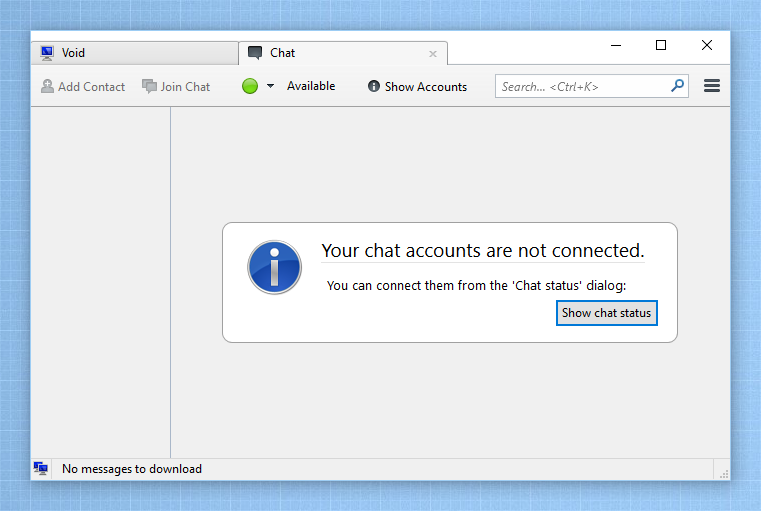 Void
Chat
Add Contact
Join Chat
Available
Show Accounts
Search... <Ctrl+K>
Your chat accounts are not connected.
You can connect them from the 'Chat status' dialog:
Show chat status
No messages to download